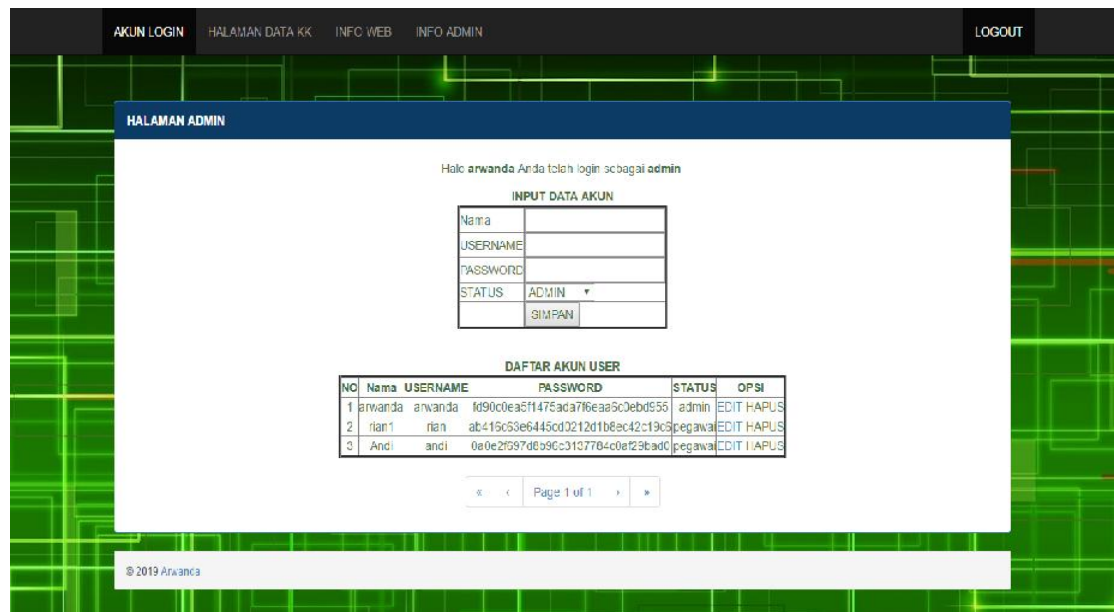 AKUN LOGIN HALAMAN DATA KK INFO WEB INFO ADMIN LOGOUT
HALAMAN ADMIN
Halo arwanda Anda telah login sebagai admin
INPUT DATA AKUN
Nama
USERNAME
PASSWORD
STATUS ADMIN
SIMPAN
DAFTAR AKUN USER
NO Nama USERNAME PASSWORD STATUS OPSI
1 arwanda arwanda admin EDIT HAPUS
2 rian1 rian pegawai EDIT HAPUS
3 Andi andi pegawai EDIT HAPUS
« ‹ Page 1 of 1 › »
© 2019 Arwanda